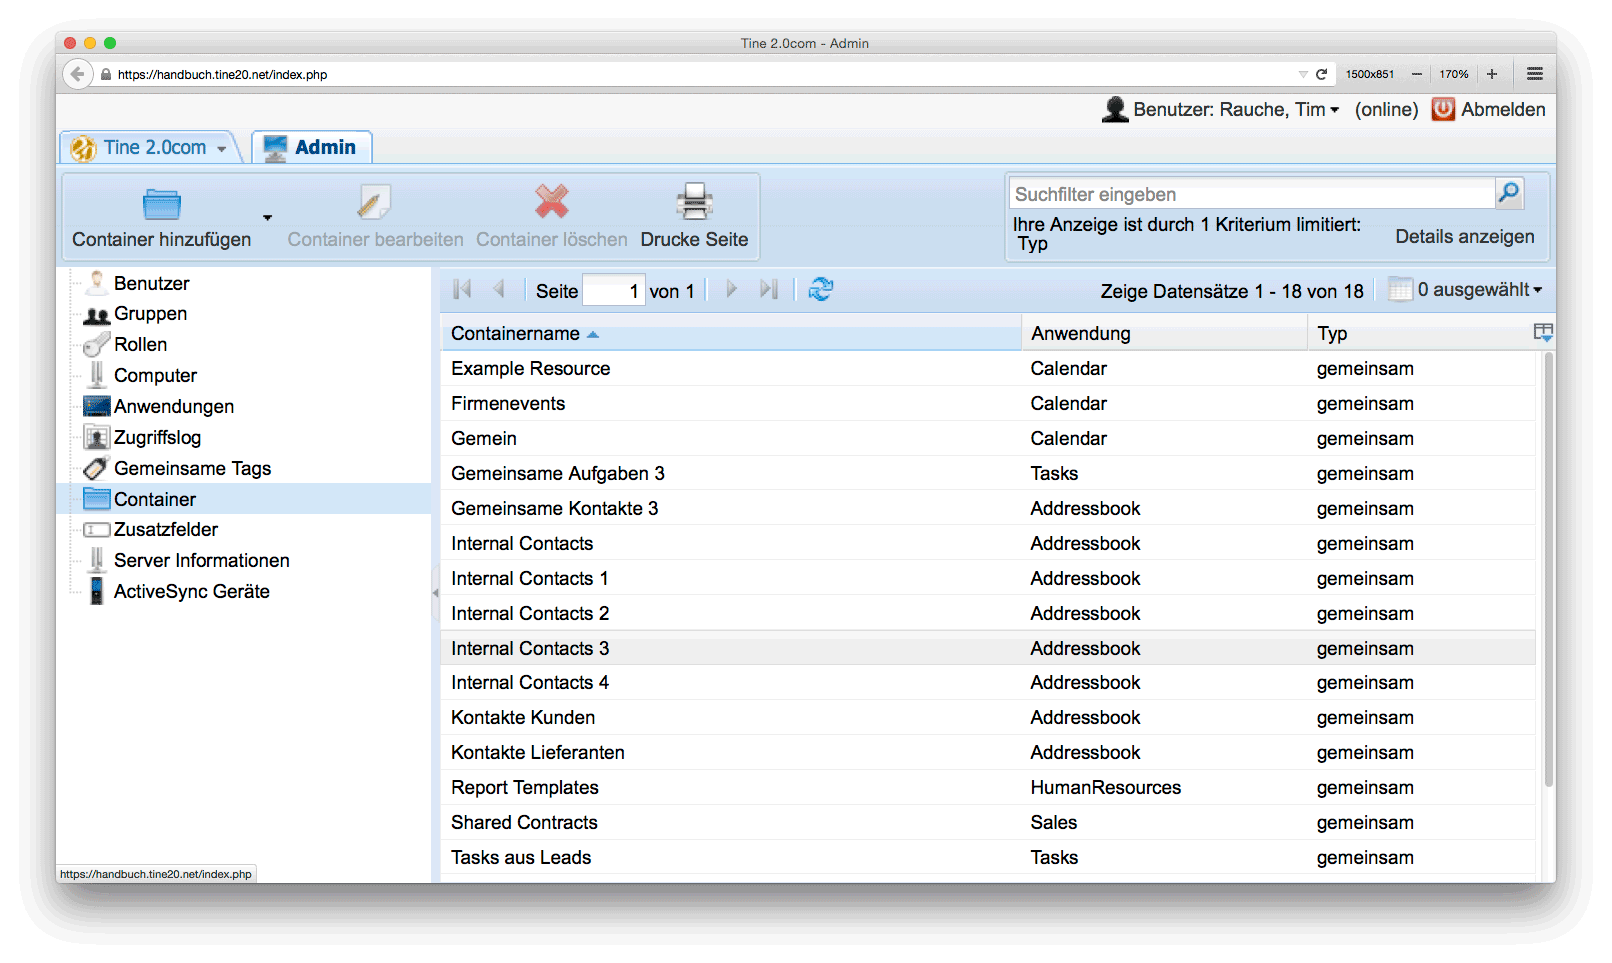 Tine 2.0com - Admin
https://handbuch.tine20.net/index.php
1500x851 — 170% +
Benutzer: Rauche, Tim (online) Abmelden
Tine 2.0com Admin
Container hinzufügen Container bearbeiten Container löschen Drucke Seite
Suchfilter eingeben
Ihre Anzeige ist durch 1 Kriterium limitiert:
Typ
Details anzeigen
Benutzer
Gruppen
Rollen
Computer
Anwendungen
Zugriffslog
Gemeinsame Tags
Container
Zusatzfelder
Server Informationen
ActiveSync Geräte
Seite 1 von 1 Zeige Datensätze 1 - 18 von 18 0 ausgewählt
Containername Anwendung Typ
Example Resource Calendar gemeinsam
Firmenevents Calendar gemeinsam
Gemein Calendar gemeinsam
Gemeinsame Aufgaben 3 Tasks gemeinsam
Gemeinsame Kontakte 3 Addressbook gemeinsam
Internal Contacts Addressbook gemeinsam
Internal Contacts 1 Addressbook gemeinsam
Internal Contacts 2 Addressbook gemeinsam
Internal Contacts 3 Addressbook gemeinsam
Internal Contacts 4 Addressbook gemeinsam
Kontakte Kunden Addressbook gemeinsam
Kontakte Lieferanten Addressbook gemeinsam
Report Templates HumanResources gemeinsam
Shared Contracts Sales gemeinsam
Tasks aus Leads Tasks gemeinsam
https://handbuch.tine20.net/index.php